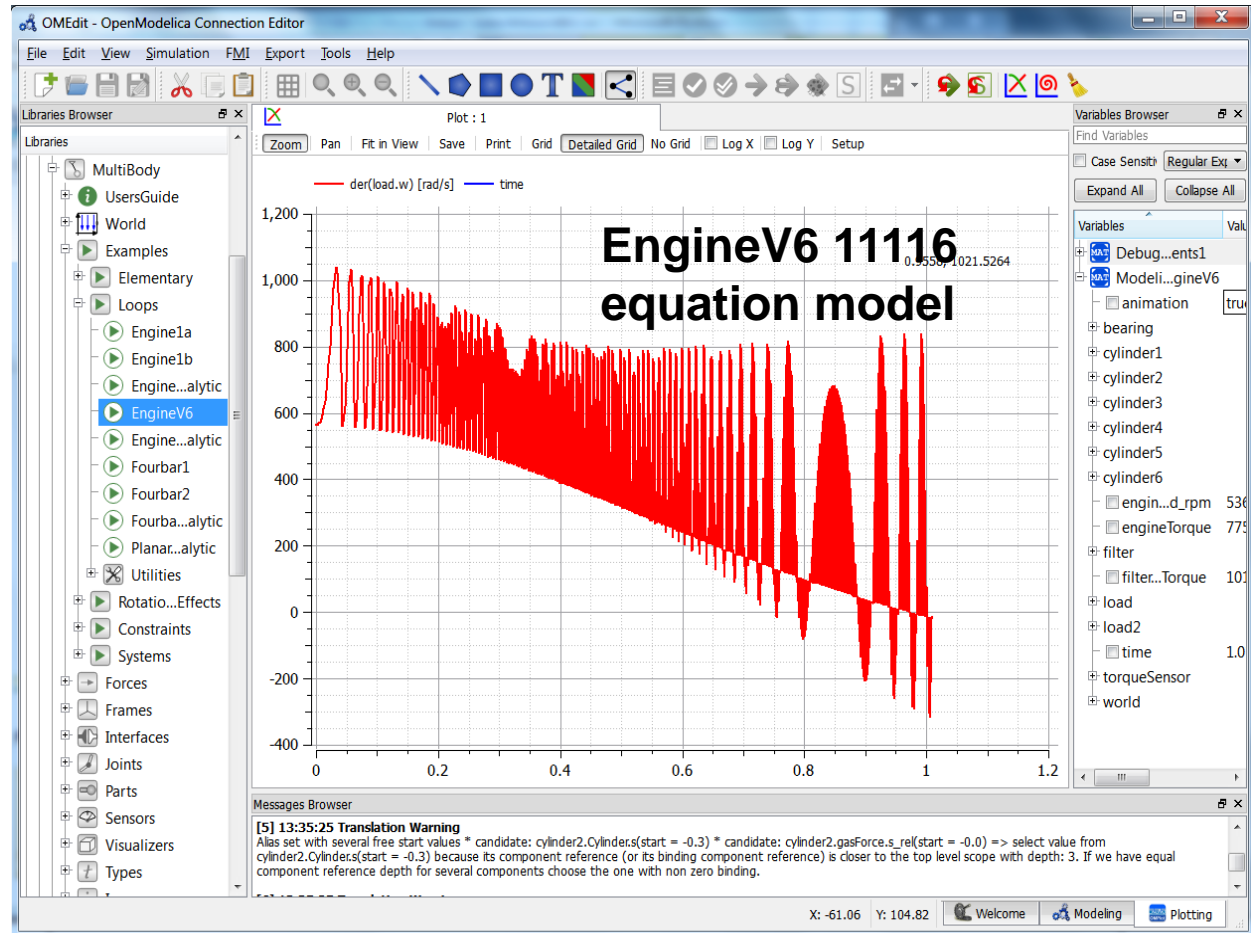 OMEdit - OpenModelica Connection Editor
File Edit View Simulation FMI Export Tools Help
T S
Libraries Browser
Libraries
MultiBody
UsersGuide
World
Examples
Elementary
Loops
Engine1a
Engine1b
Engine...alytic
EngineV6
Engine...alytic
Fourbar1
Fourbar2
Fourba...alytic
Planar...alytic
Utilities
Rotatio...Effects
Constraints
Systems
Forces
Frames
Interfaces
Joints
Parts
Sensors
Visualizers
Types
Plot : 1
Zoom Pan Fit in View Save Print Grid Detailed Grid No Grid Log X Log Y Setup
der(load.w) [rad/s] time
EngineV6 11116
equation model
1021.5264
1,200
1,000
800
600
400
200
0
-200
-400
0 0.2 0.4 0.6 0.8 1 1.2
Variables Browser
Find Variables
Case Sensiti Regular Exp
Expand All Collapse All
Variables Valu
MAT Debug...ents1
MAT Modeli...gineV6
animation true
bearing
cylinder1
cylinder2
cylinder3
cylinder4
cylinder5
cylinder6
engin...d_rpm 536
engineTorque 775
filter
filter...Torque 101
load
load2
time 1.0
torqueSensor
world
Messages Browser
[5] 13:35:25 Translation Warning
Alias set with several free start values * candidate: cylinder2.Cylinder.s(start = -0.3) * candidate: cylinder2.gasForce.s_rel(start = -0.0) => select value from
cylinder2.Cylinder.s(start = -0.3) because its component reference (or its binding component reference) is closer to the top level scope with depth: 3. If we have equal
component reference depth for several components choose the one with non zero binding.
X: -61.06 Y: 104.82 Welcome Modeling Plotting